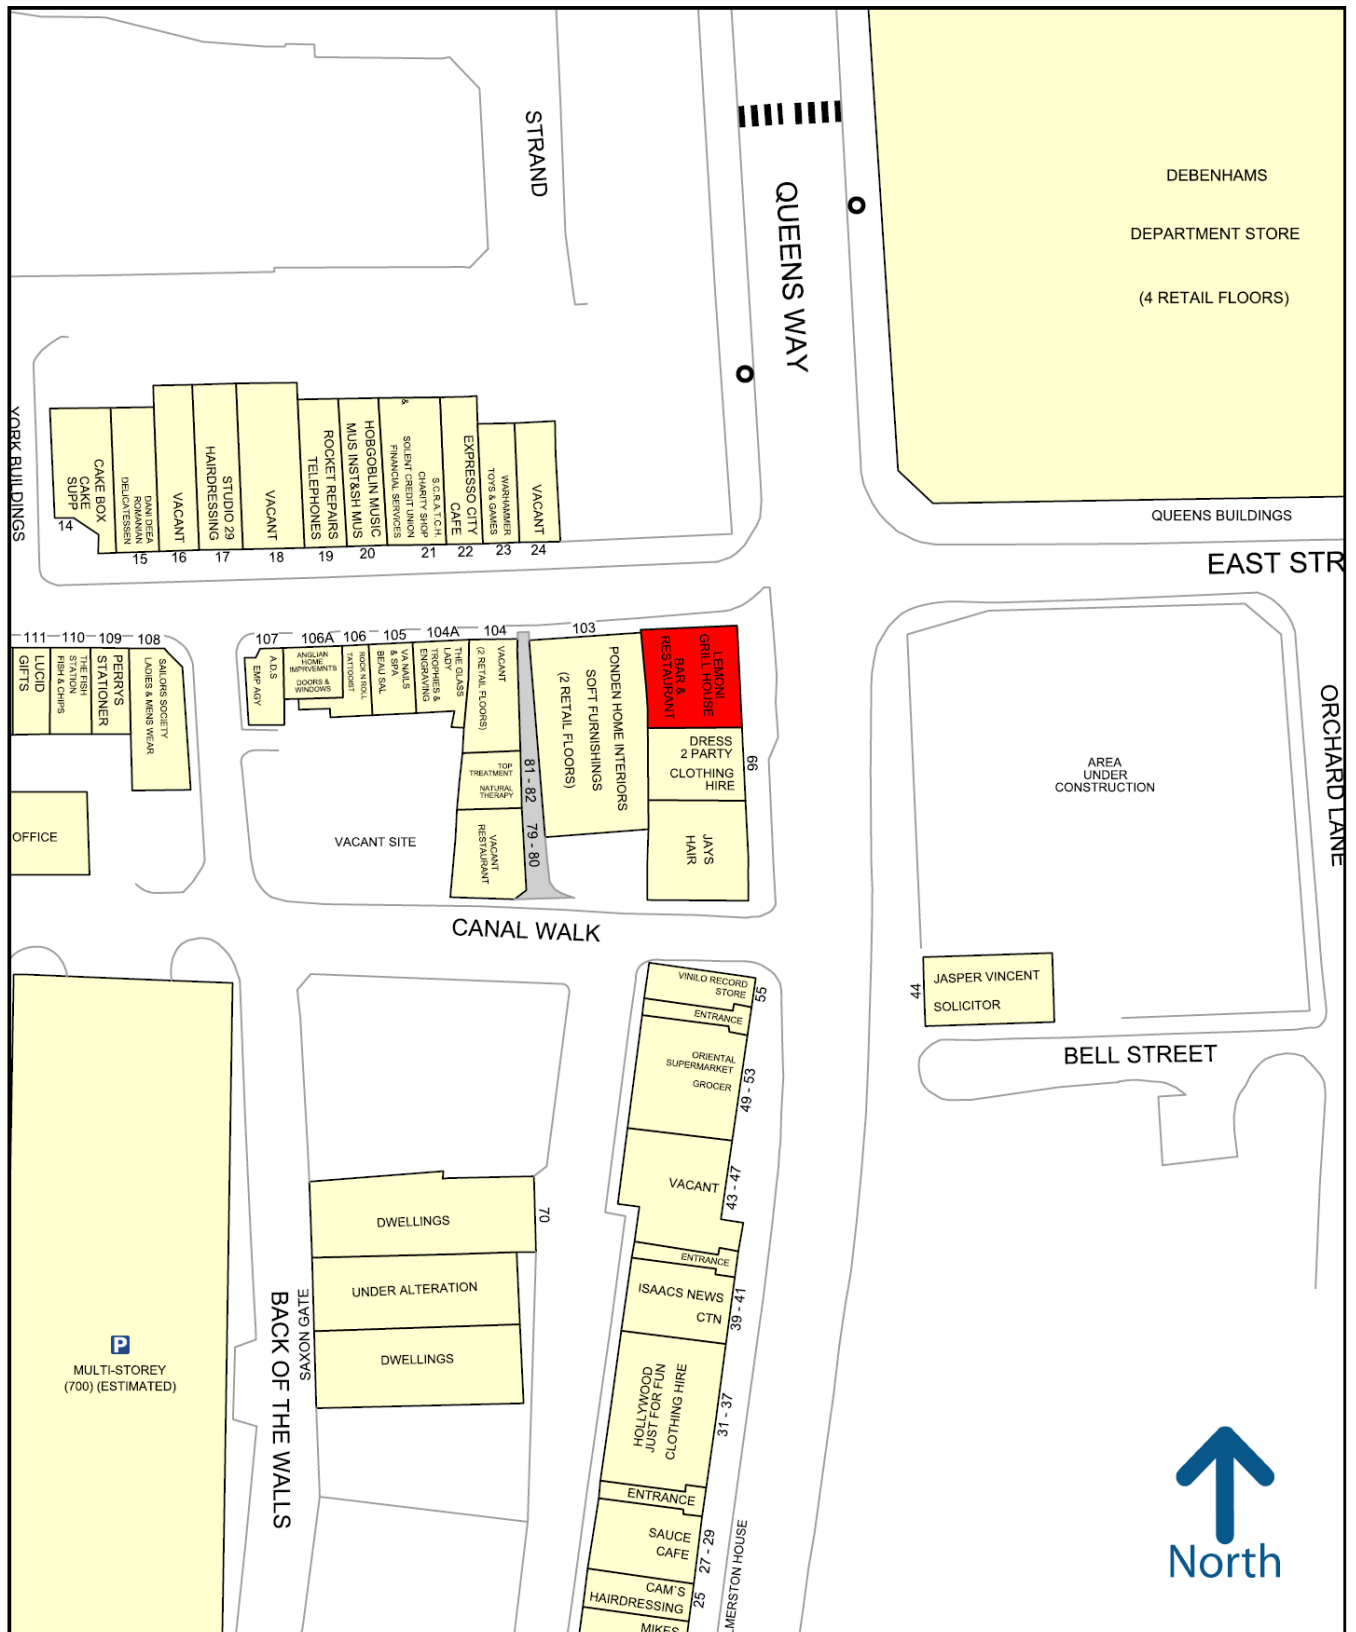 STRAND
QUEENS WAY
DEBENHAMS
DEPARTMENT STORE
(4 RETAIL FLOORS)
YORK BUILDINGS
CAKE BOX
CAKE
SUPP
14
DANI DEEA
ROMANIAN
DELICATESSEN
15
VACANT
16
STUDIO 29
HAIRDRESSING
17
VACANT
18
ROCKET REPAIRS
TELEPHONES
19
HOBGOBLIN MUSIC
MUS INST&SH MUS
20
&
S.C.R.A.T.C.H.
CHARITY SHOP
SOLENT CREDIT UNION
FINANCIAL SERVICES
21
EXPRESSO CITY
CAFE
22
WARHAMMER
TOYS & GAMES
23
VACANT
24
QUEENS BUILDINGS
EAST STR
111
LUCID
GIFTS
110
THE FISH
STATION
FISH & CHIPS
109
PERRYS
STATIONER
108
SAILORS SOCIETY
LADIES & MENS WEAR
107
A.D.S
EMP AGY
106A
ANGLIAN
HOME
IMPRVEMNTS
DOORS &
WINDOWS
106
ROCK N ROLL
TATTOOIST
105
VA NAILS
& SPA
BEAU SAL
104A
THE GLASS
LADY
TROPHIES &
ENGRAVING
104
VACANT
(2 RETAIL FLOORS)
TOP
TREATMENT
NATURAL
THERAPY
81 - 82
VACANT
RESTAURANT
79 - 80
103
PONDEN HOME INTERIORS
SOFT FURNISHINGS
(2 RETAIL FLOORS)
LEMONI
GRILL HOUSE
BAR &
RESTAURANT
DRESS
2 PARTY
CLOTHING
HIRE
66
JAYS
HAIR
AREA
UNDER
CONSTRUCTION
ORCHARD LANE
OFFICE
VACANT SITE
CANAL WALK
VINILO RECORD
STORE
55
ENTRANCE
ORIENTAL
SUPERMARKET
GROCER
49 - 53
VACANT
43 - 47
ENTRANCE
ISAACS NEWS
CTN
39 - 41
HOLLYWOOD
JUST FOR FUN
CLOTHING HIRE
31 - 37
ENTRANCE
SAUCE
CAFE
27 - 29
CAM`S
HAIRDRESSING
25
MIKES
LMERSTON HOUSE
44
JASPER VINCENT
SOLICITOR
BELL STREET
DWELLINGS
70
UNDER ALTERATION
DWELLINGS
SAXON GATE
BACK OF THE WALLS
P
MULTI-STOREY
(700) (ESTIMATED)
North